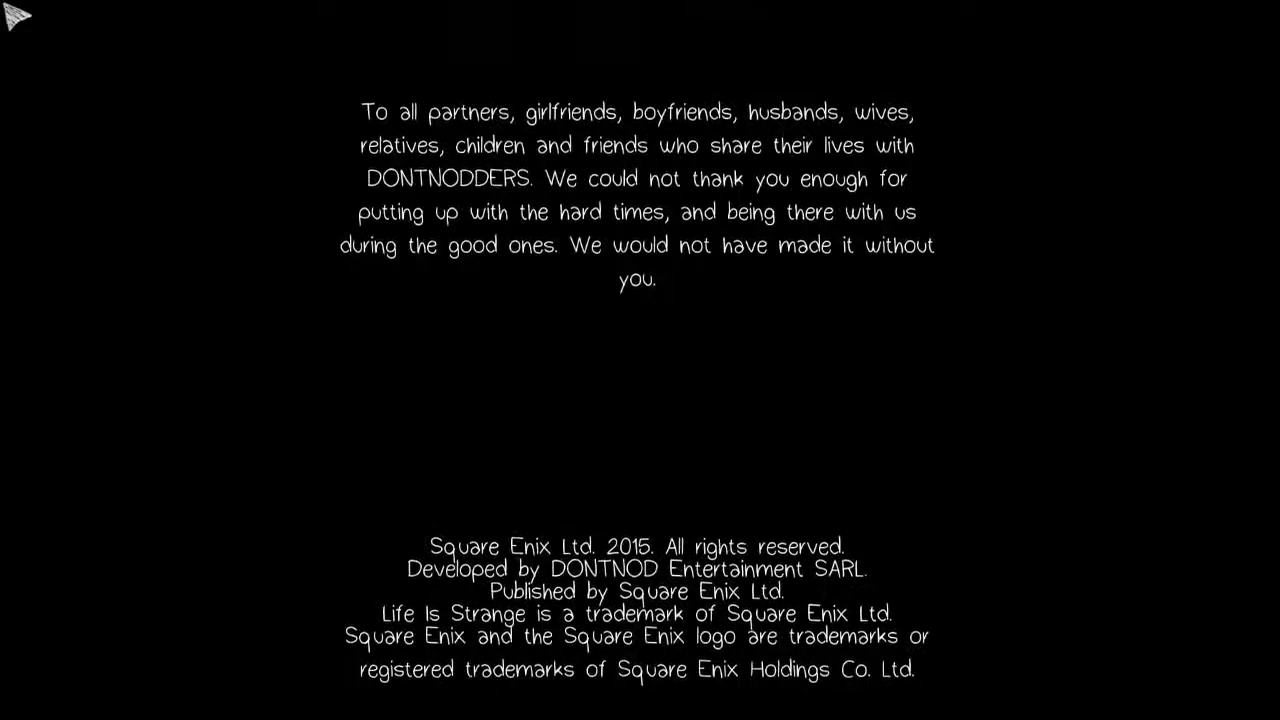 To all partners, girlfriends, boyfriends, husbands, wives,
relatives, children and friends who share their lives with
DONTNODDERS. We could not thank you enough for
putting up with the hard times, and being there with us
during the good ones. We would not have made it without
you.
Square Enix Ltd. 2015. All rights reserved.
Developed by DONTNOD Entertainment SARL.
Published by Square Enix Ltd.
Life Is Strange is a trademark of Square Enix Ltd.
Square Enix and the Square Enix logo are trademarks or
registered trademarks of Square Enix Holdings Co. Ltd.